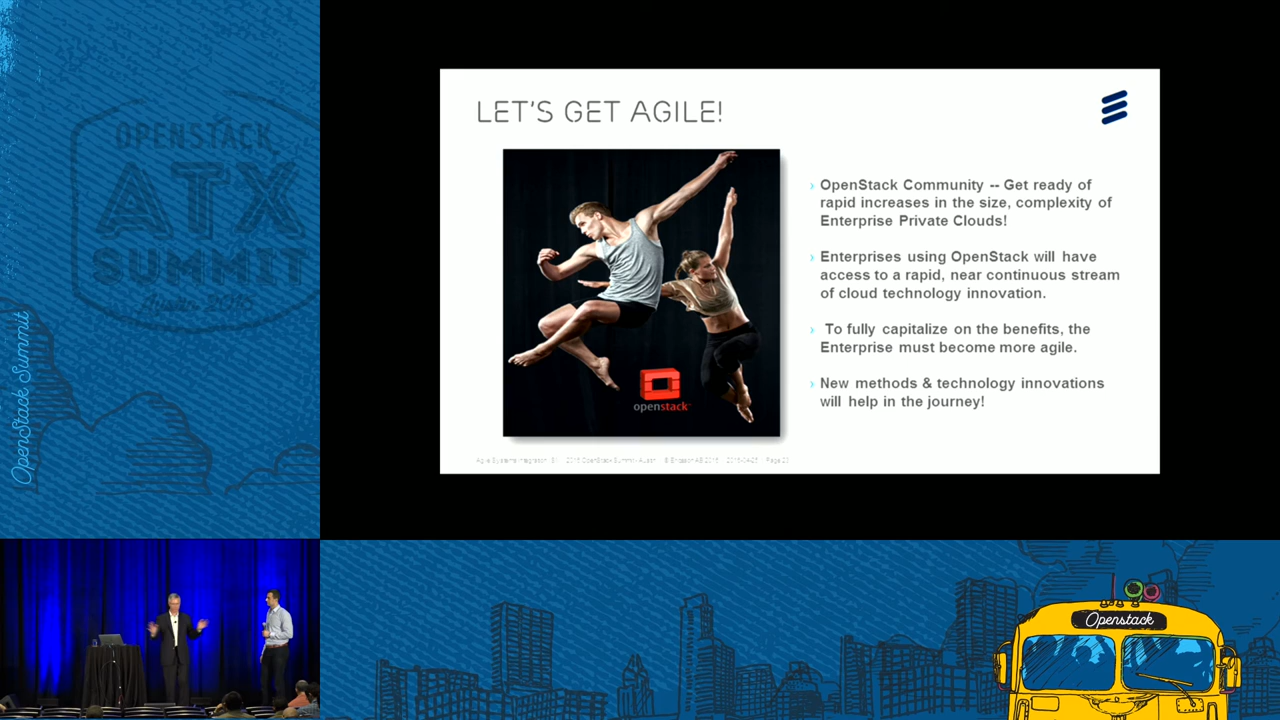 OPENSTACK
ATX
SUMMIT
OpenStack Summit
LET'S GET AGILE!
› OpenStack Community -- Get ready of
rapid increases in the size, complexity of
Enterprise Private Clouds!
› Enterprises using OpenStack will have
access to a rapid, near continuous stream
of cloud technology innovation.
› To fully capitalize on the benefits, the
Enterprise must become more agile.
› New methods & technology innovations
will help in the journey!
openstack
Openstack